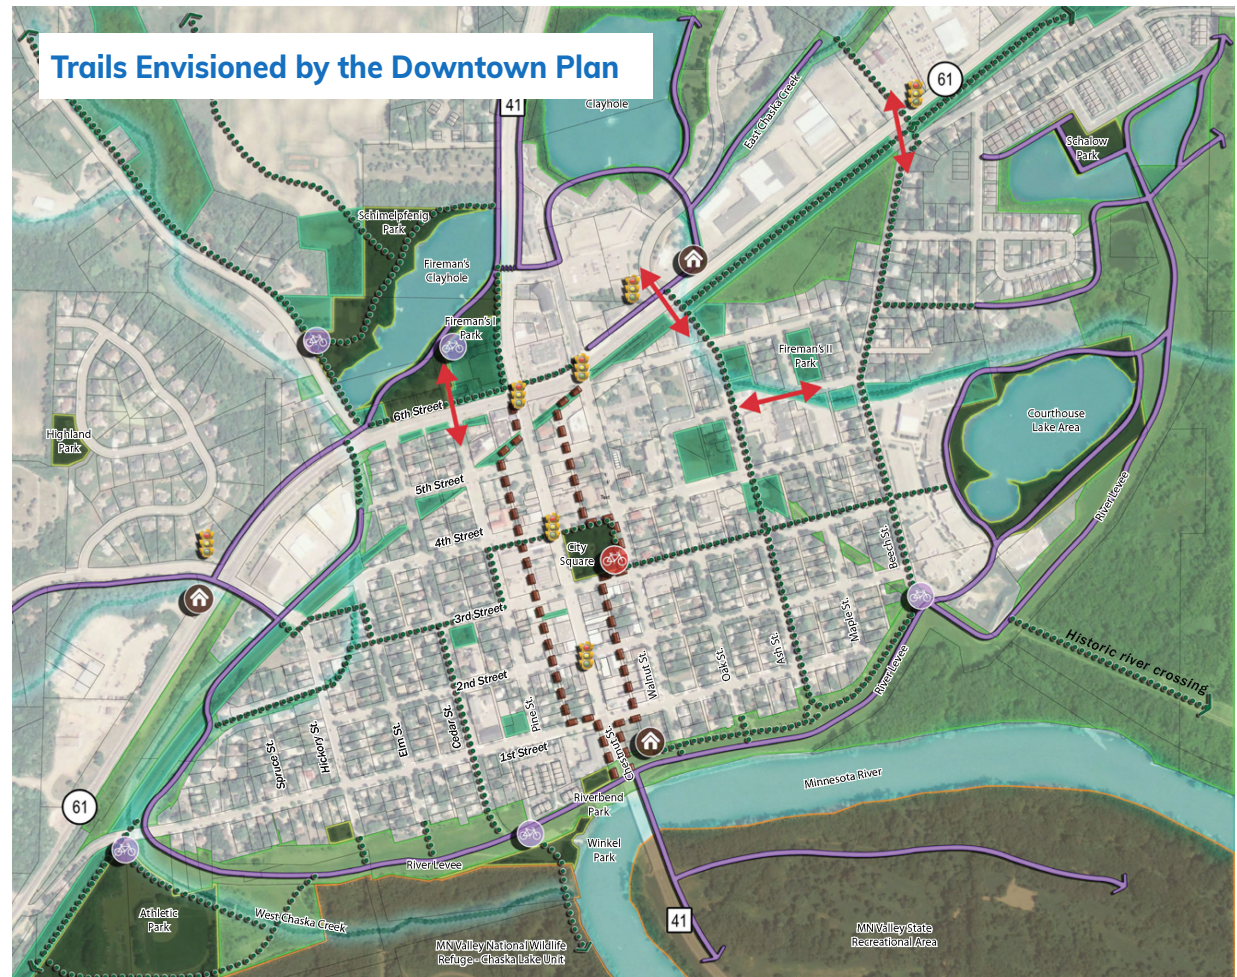 Trails Envisioned by the Downtown Plan
41
Clayhole
East Chaska Creek
61
Schalow
Park
Schimelpfenig
Park
Fireman's
Clayhole
Fireman's I
Park
Fireman's II
Park
6th Street
Highland
Park
Courthouse
Lake Area
5th Street
River Levee
4th Street
City
Square
Beech St.
3rd Street
Maple St.
Historic river crossing
Ash St.
Oak St.
Walnut St.
2nd Street
River Levee
Pine St.
Cedar St.
Elm St.
Hickory St.
Spruce St.
1st Street
Chestnut St.
Minnesota River
61
Riverbend
Park
Winkel
Park
River Levee
Athletic
Park
West Chaska Creek
41
MN Valley National Wildlife
Refuge - Chaska Lake Unit
MN Valley State
Recreational Area